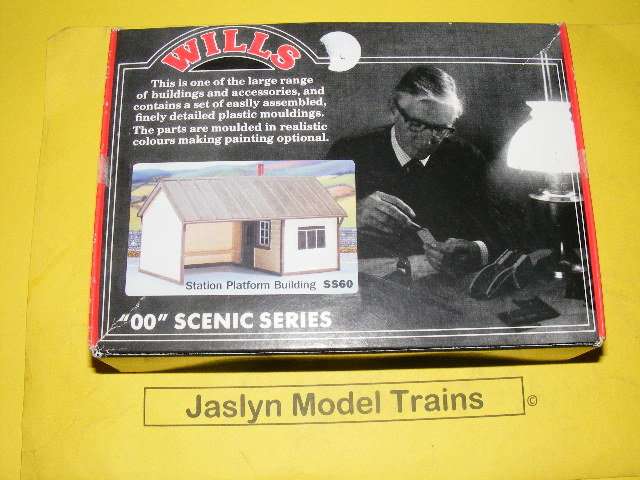 WILLS
This is one of the large range
of buildings and accessories, and
contains a set of easily assembled,
finely detailed plastic mouldings.
The parts are moulded in realistic
colours making painting optional.
Station Platform Building SS60
"00" SCENIC SERIES
Jaslyn Model Trains ©